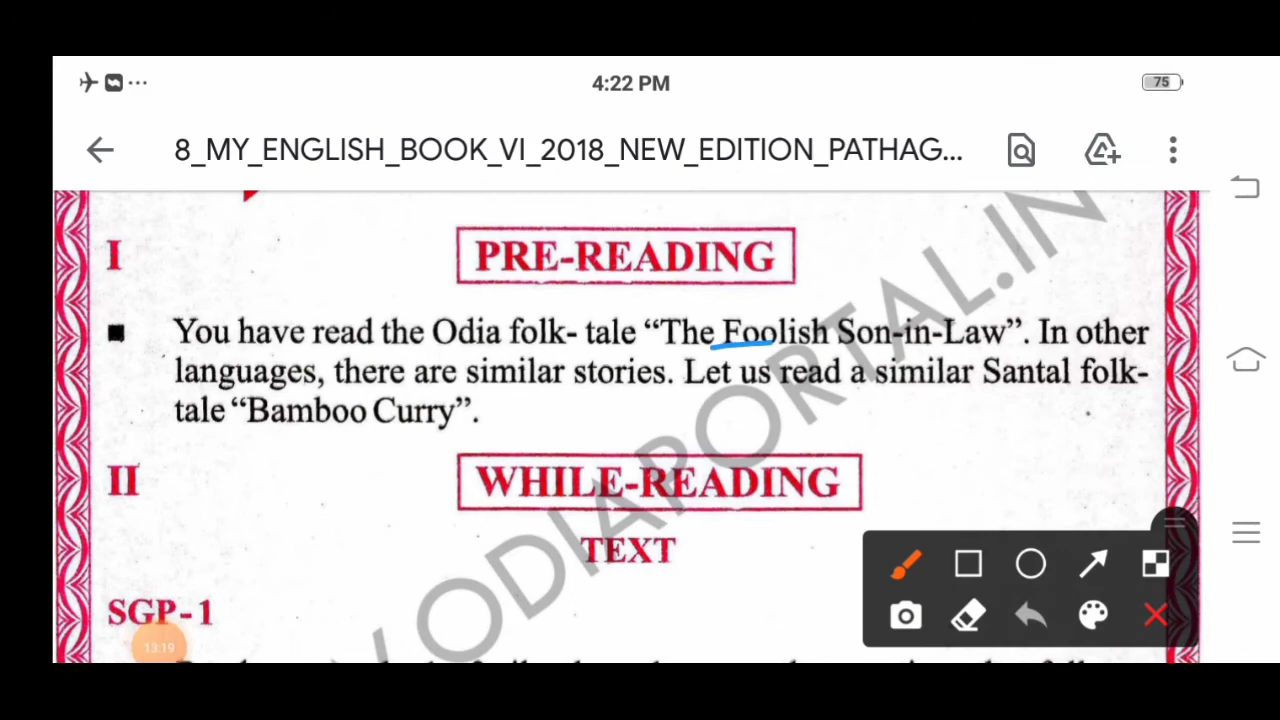 4:22 PM
75
8_MY_ENGLISH_BOOK_VI_2018_NEW_EDITION_PATHAG...
I
PRE-READING
You have read the Odia folk- tale “The Foolish Son-in-Law”. In other
languages, there are similar stories. Let us read a similar Santal folk-
tale “Bamboo Curry”.
II
WHILE-READING
TEXT
SGP-1
13:19
ODIAPORTAL.IN